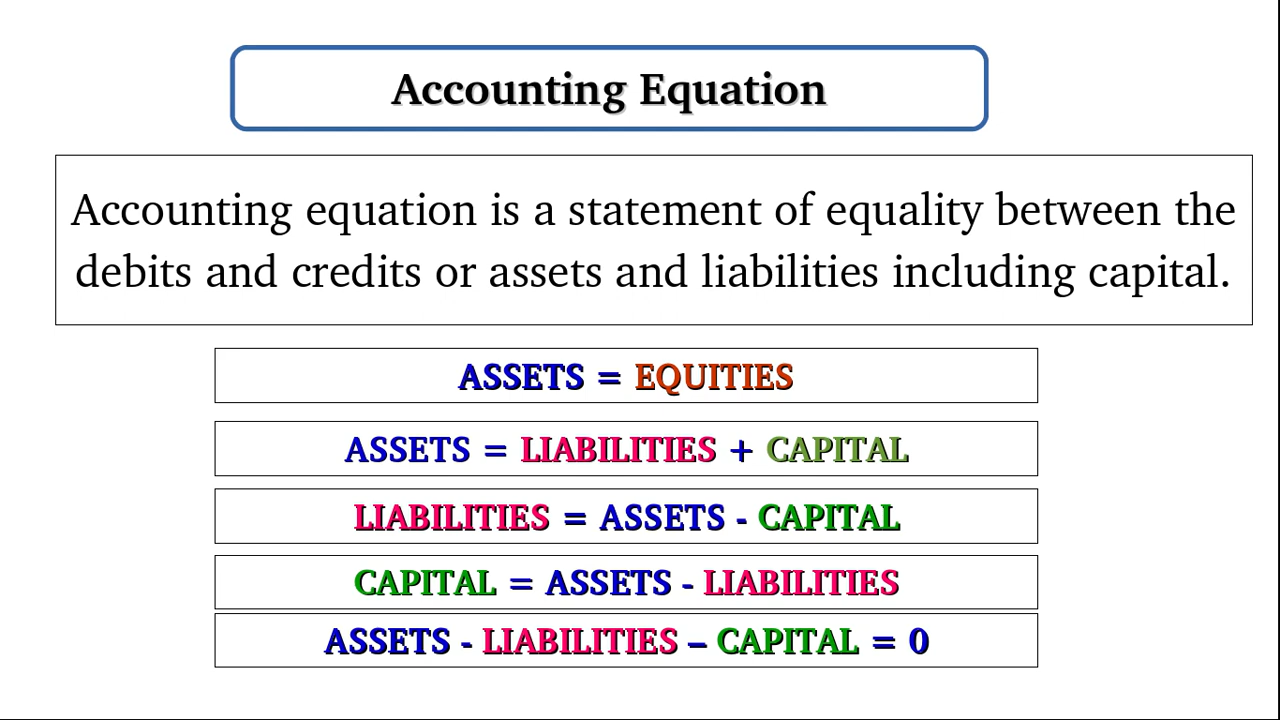 Accounting Equation
Accounting equation is a statement of equality between the
debits and credits or assets and liabilities including capital.
ASSETS = EQUITIES
ASSETS = LIABILITIES + CAPITAL
LIABILITIES = ASSETS - CAPITAL
CAPITAL = ASSETS - LIABILITIES
ASSETS - LIABILITIES – CAPITAL = 0